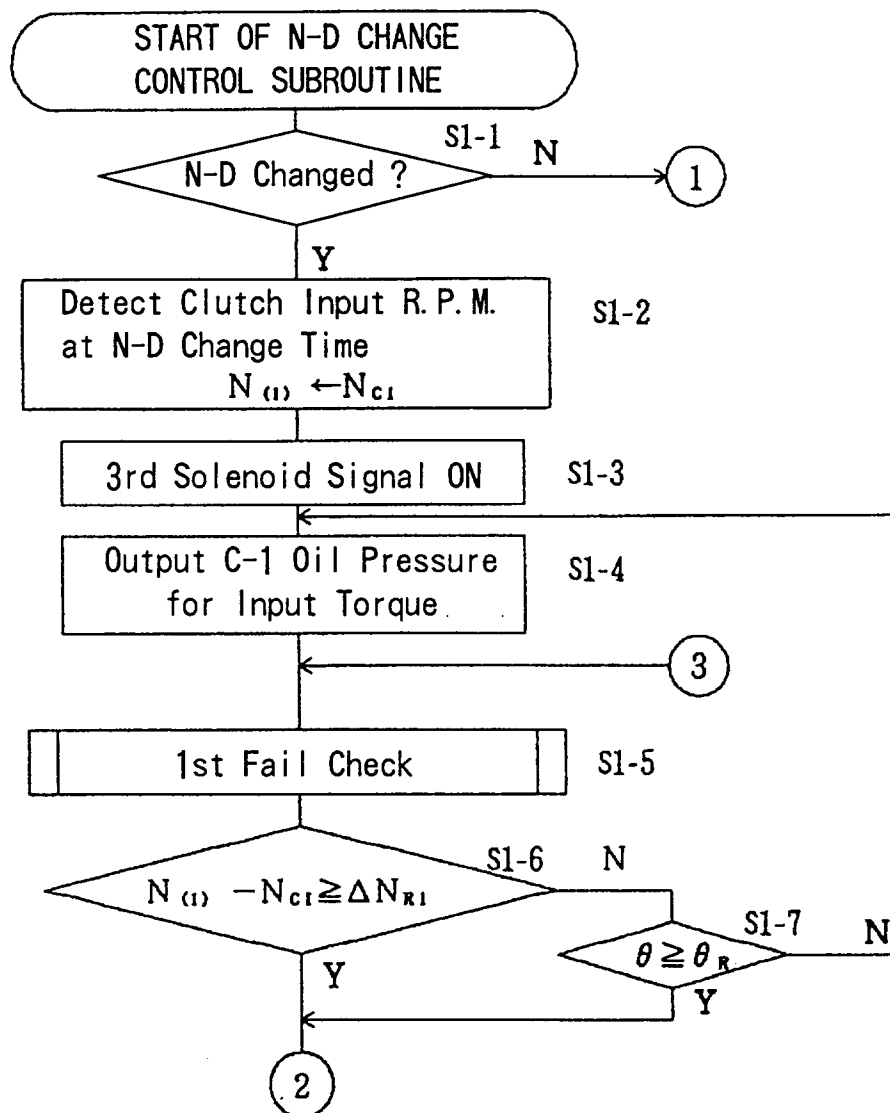 START OF N-D CHANGE
CONTROL SUBROUTINE
S1-1
N-D Changed ?
N
1
Y
Detect Clutch Input R.P.M.
at N-D Change Time
N(1) ←NCI
S1-2
3rd Solenoid Signal ON
S1-3
Output C-1 Oil Pressure
for Input Torque
S1-4
3
1st Fail Check
S1-5
S1-6
N(1) -NCI≧ΔNR1
N
S1-7
θ≧θR
N
Y
Y
2